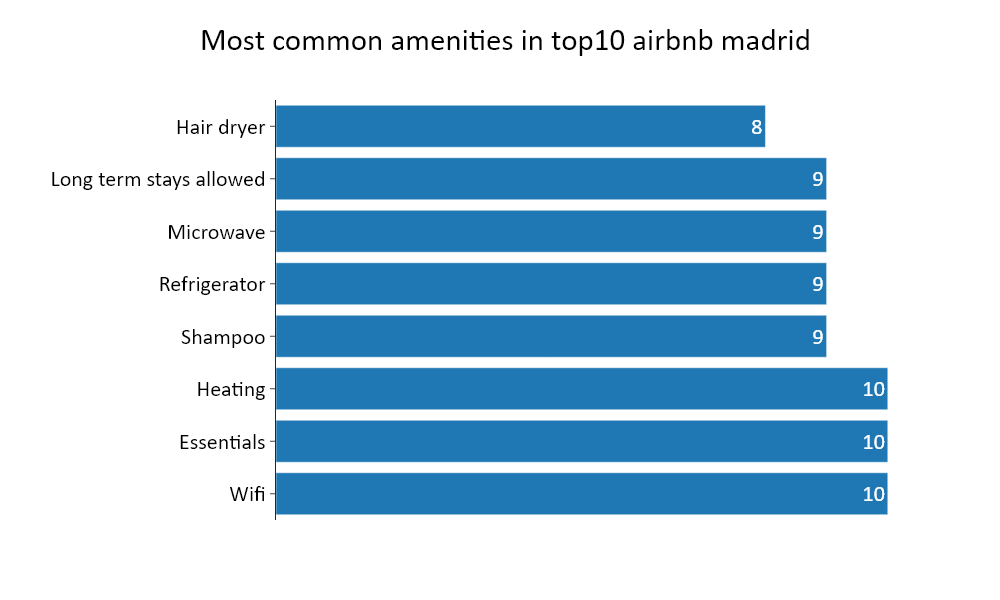 Most common amenities in top10 airbnb madrid
Hair dryer 8
Long term stays allowed 9
Microwave 9
Refrigerator 9
Shampoo 9
Heating 10
Essentials 10
Wifi 10